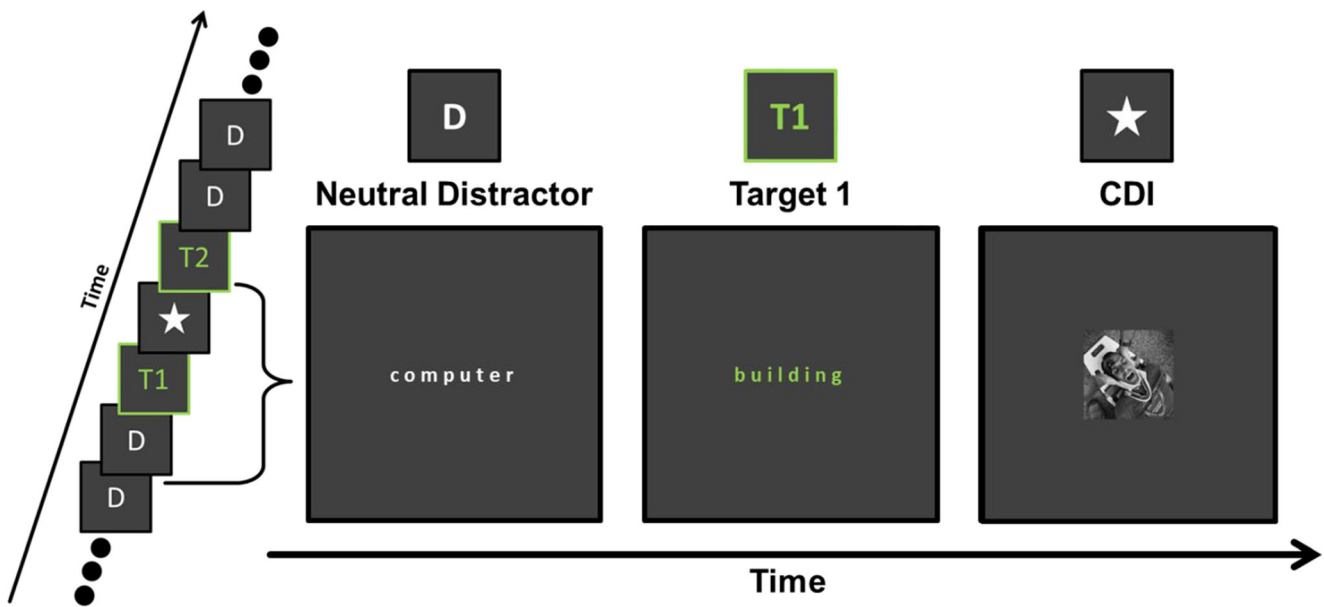 D
D
T2
T1
D
D
Time
D
T1
Neutral Distractor
Target 1
CDI
computer
building
Time